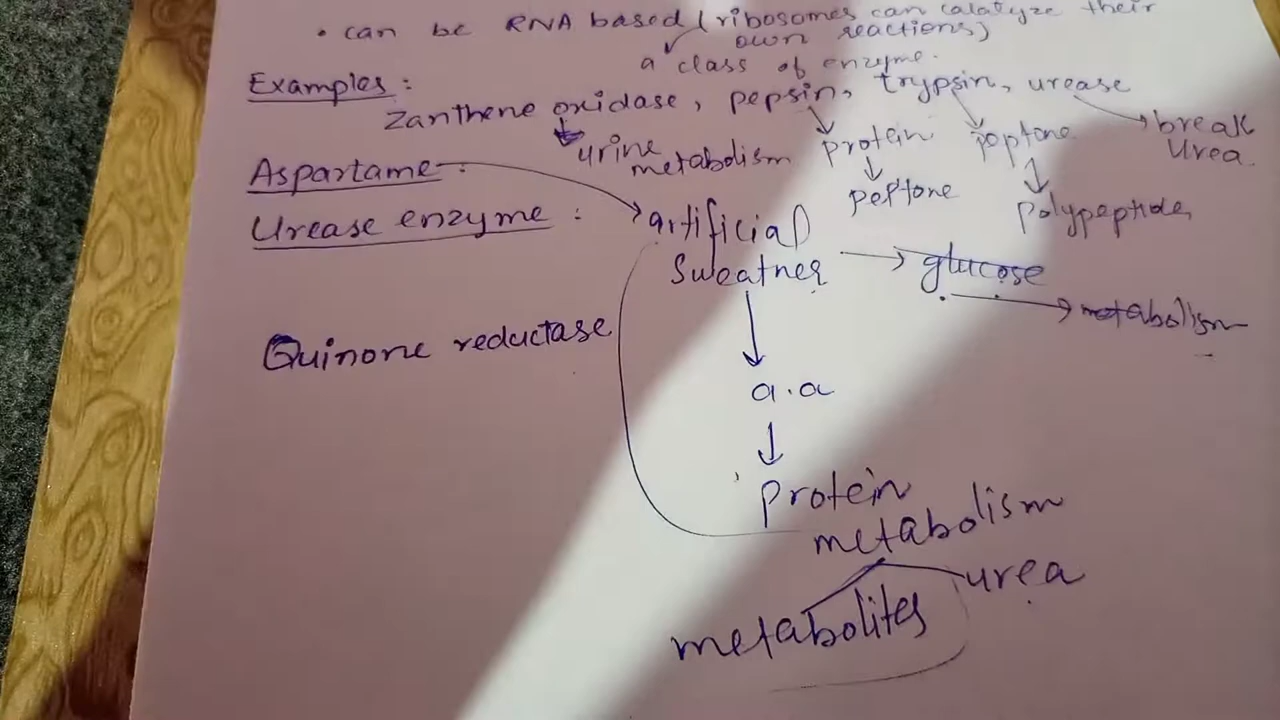 • can be RNA based (ribosomes can calatyze their
own reactions)
a class of enzyme.
Examples:
Zanthene oxidase, pepsin, trypsin, urease
urine
metabolism
protein
peptone
peptone
polypeptide,
break
Urea.
Aspartame :
Urease enzyme :
artificial
Sweatner
glucose
metabolism
Quinone reductase
a.a
protein
metabolism
metabolites
urea